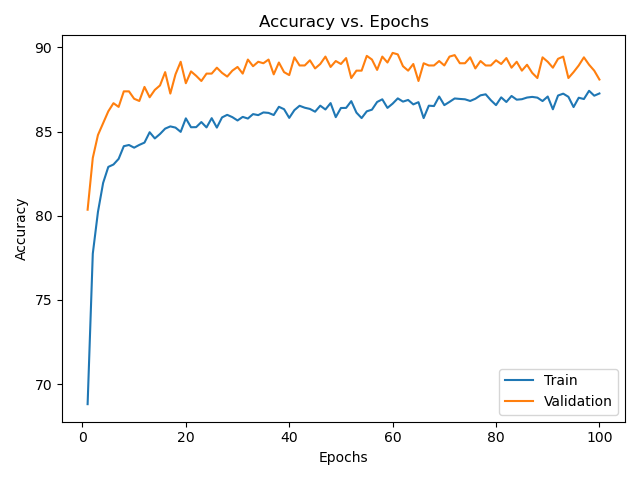 Accuracy vs. Epochs
90
85
80
75
70
Accuracy
0 20 40 60 80 100
Epochs
Train
Validation